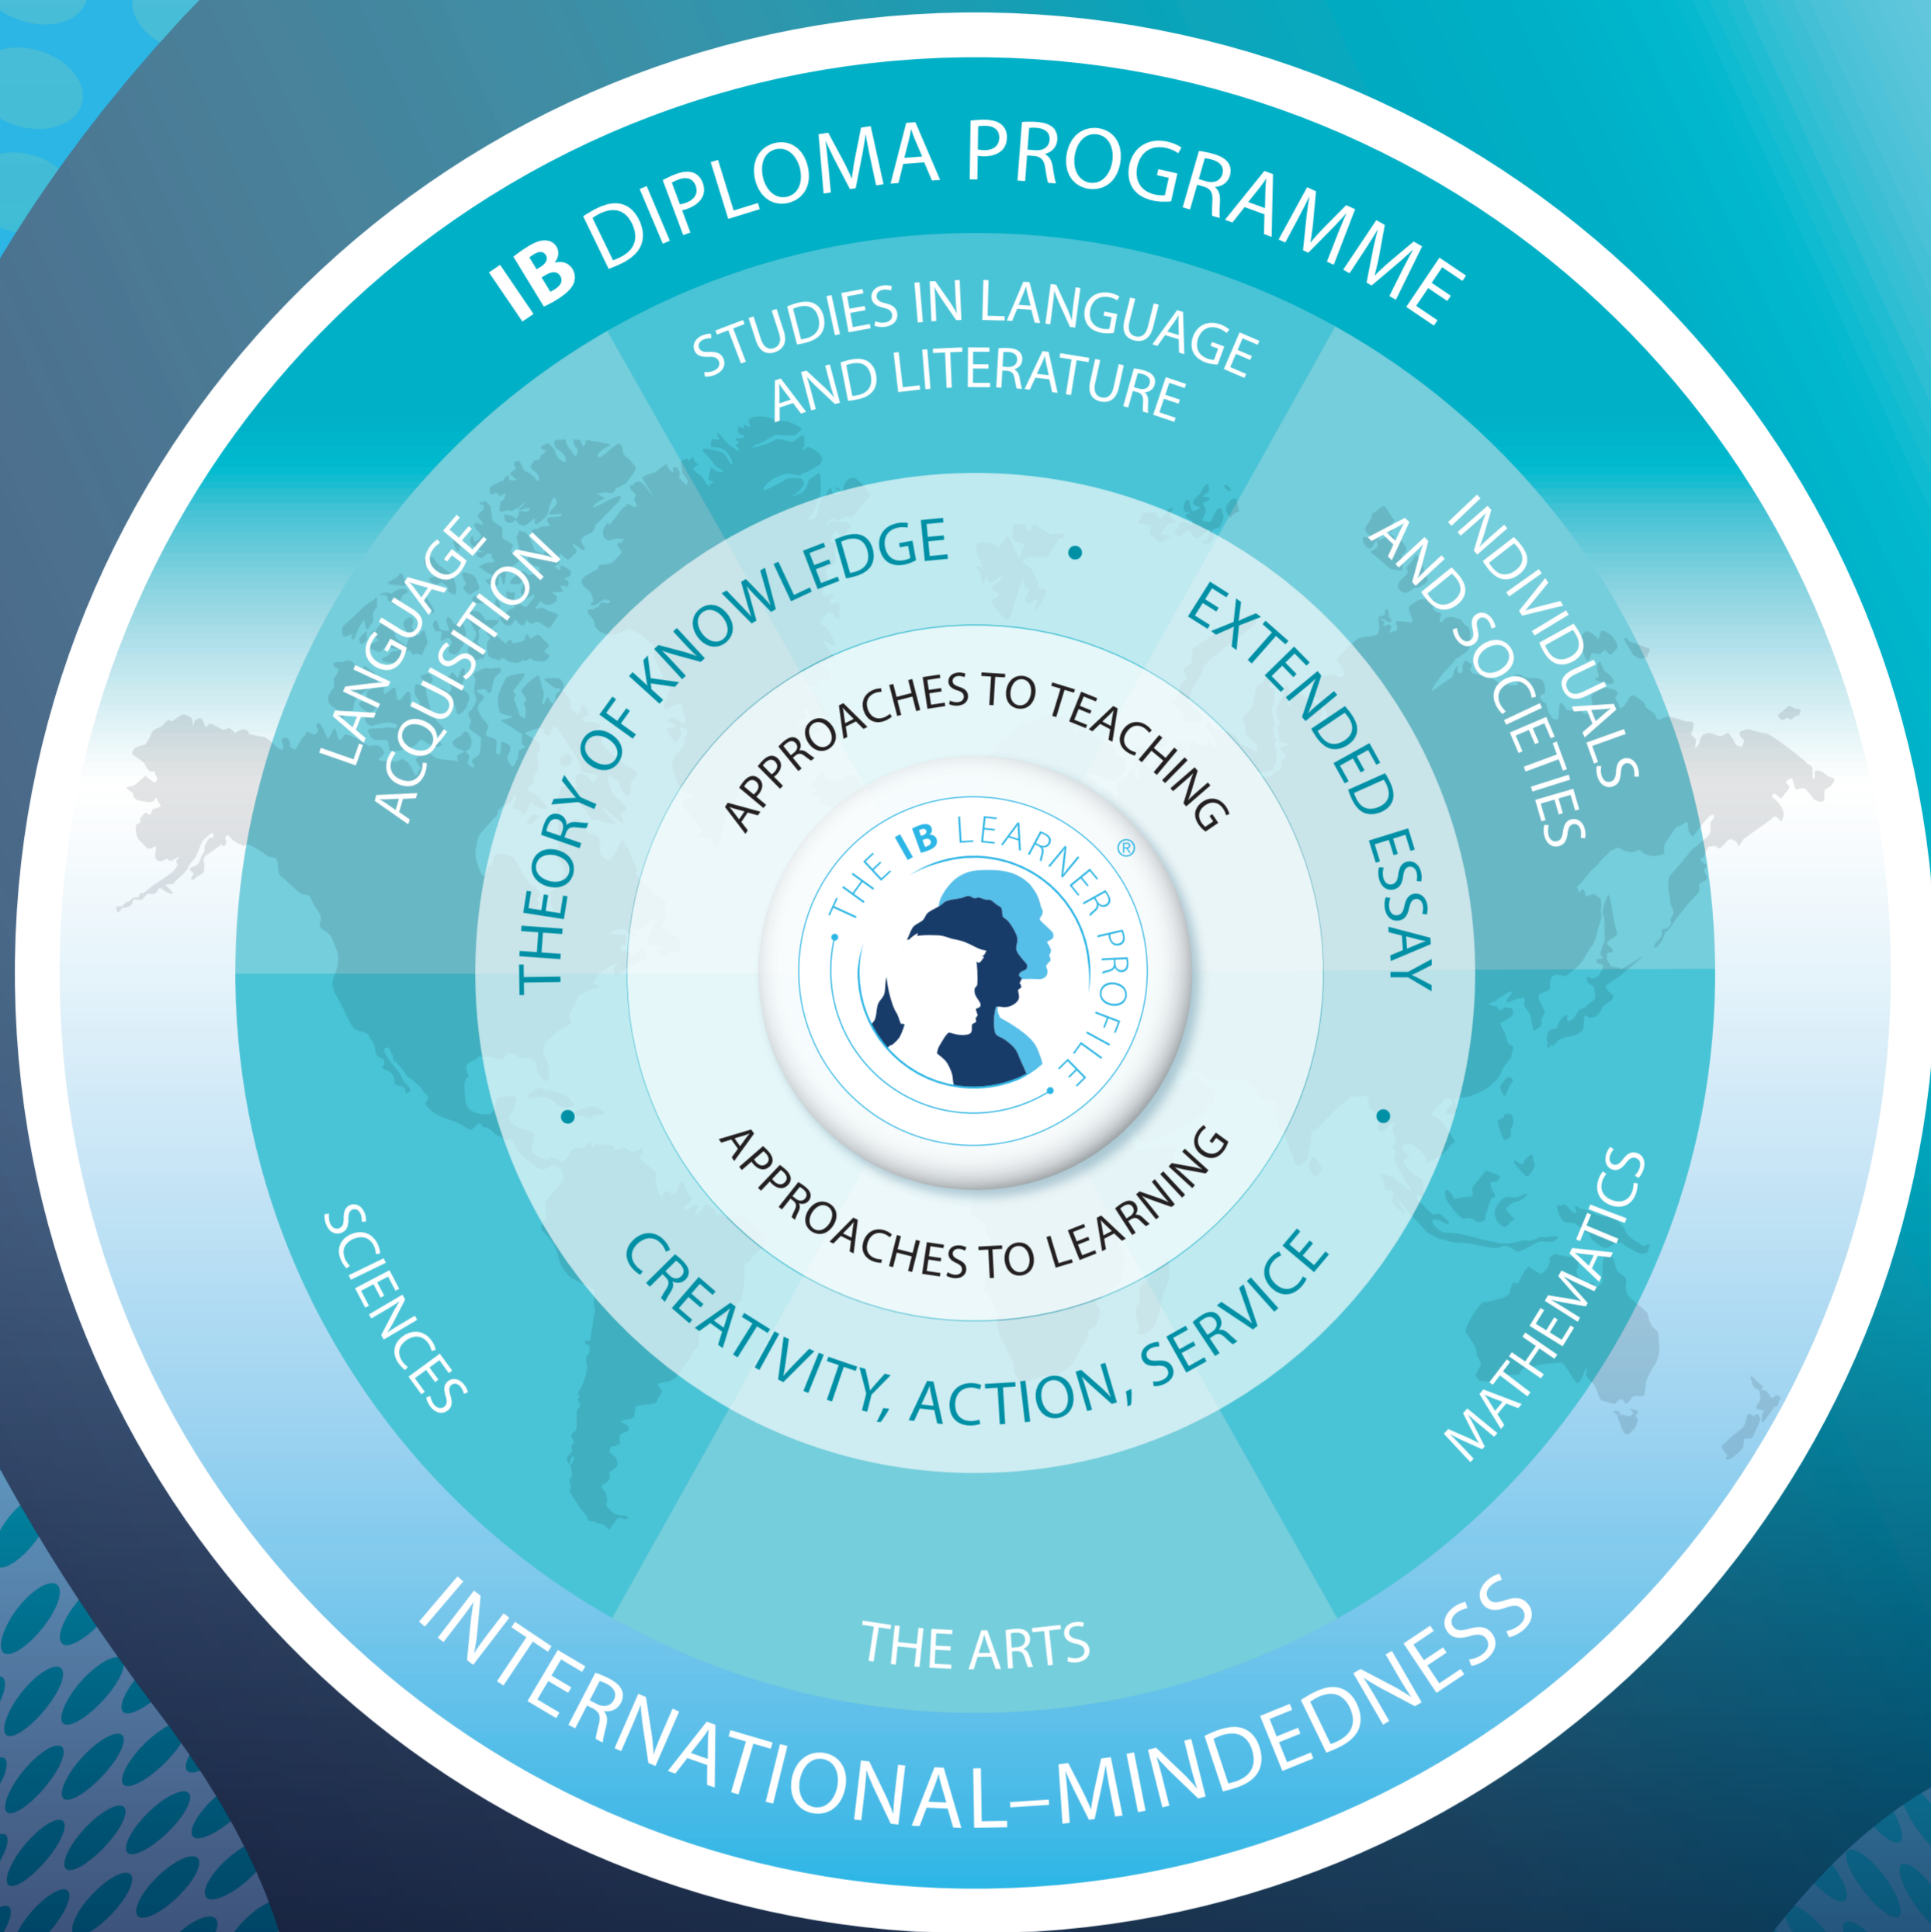 IB DIPLOMA PROGRAMME
STUDIES IN LANGUAGE
AND LITERATURE
LANGUAGE
ACQUISITION
INDIVIDUALS
AND SOCIETIES
THEORY OF KNOWLEDGE
EXTENDED ESSAY
APPROACHES TO TEACHING
THE IB LEARNER PROFILE
®
APPROACHES TO LEARNING
CREATIVITY, ACTION, SERVICE
SCIENCES
MATHEMATICS
THE ARTS
INTERNATIONAL–MINDEDNESS